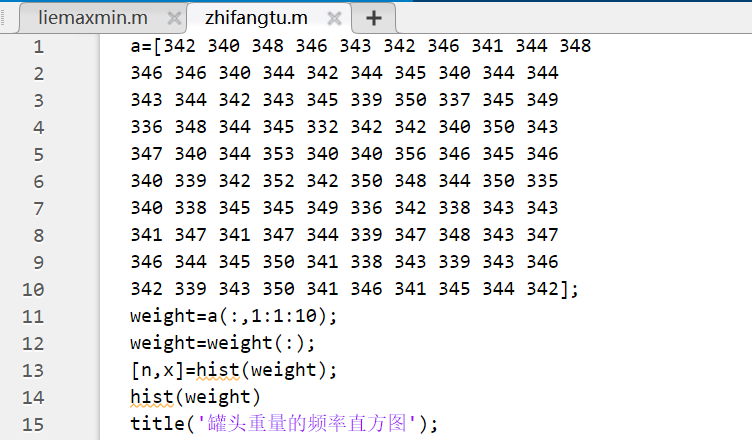 liemaxmin.m zhifangtu.m
1 a=[342 340 348 346 343 342 346 341 344 348
2 346 346 340 344 342 344 345 340 344 344
3 343 344 342 343 345 339 350 337 345 349
4 336 348 344 345 332 342 342 340 350 343
5 347 340 344 353 340 340 356 346 345 346
6 340 339 342 352 342 350 348 344 350 335
7 340 338 345 345 349 336 342 338 343 343
8 341 347 341 347 344 339 347 348 343 347
9 346 344 345 350 341 338 343 339 343 346
10 342 339 343 350 341 346 341 345 344 342];
11 weight=a(:,1:1:10);
12 weight=weight(:);
13 [n,x]=hist(weight);
14 hist(weight)
15 title('罐头重量的频率直方图');